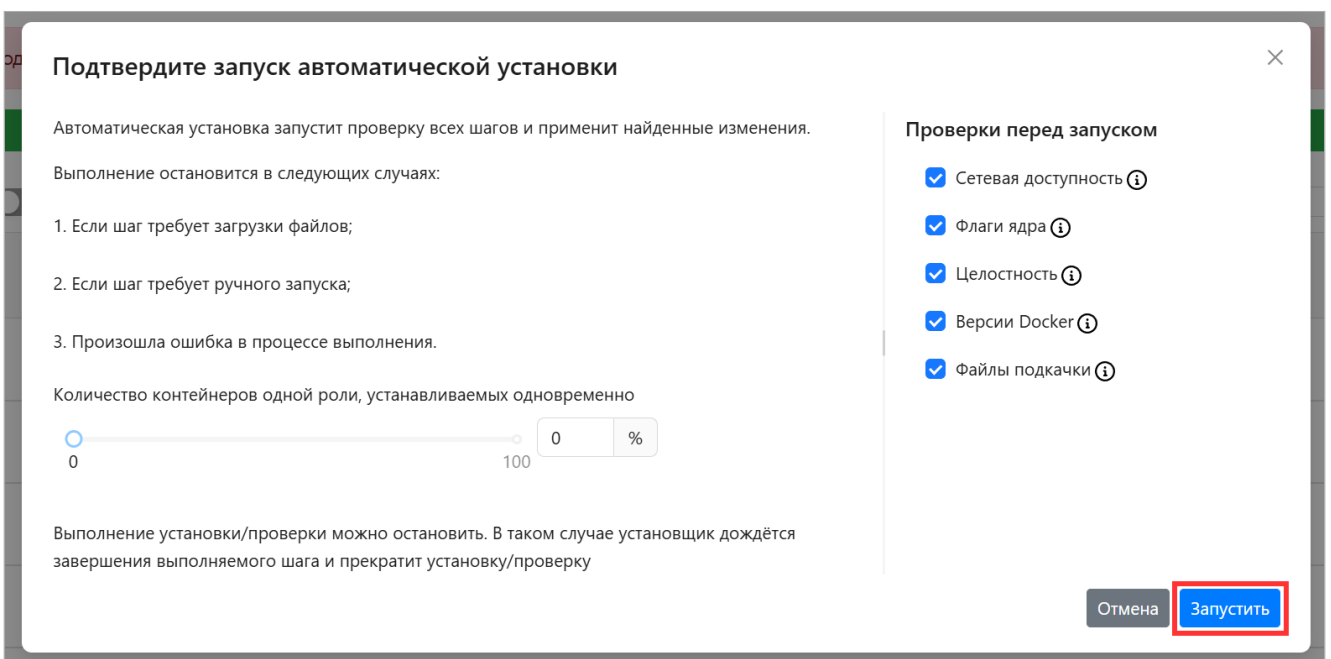 Подтвердите запуск автоматической установки
Автоматическая установка запустит проверку всех шагов и применит найденные изменения.
Выполнение остановится в следующих случаях:
1. Если шаг требует загрузки файлов;
2. Если шаг требует ручного запуска;
3. Произошла ошибка в процессе выполнения.
Количество контейнеров одной роли, устанавливаемых одновременно
0 %
0 100
Выполнение установки/проверки можно остановить. В таком случае установщик дождётся
завершения выполняемого шага и прекратит установку/проверку
Проверки перед запуском
Сетевая доступность
Флаги ядра
Целостность
Версии Docker
Файлы подкачки
Отмена
Запустить